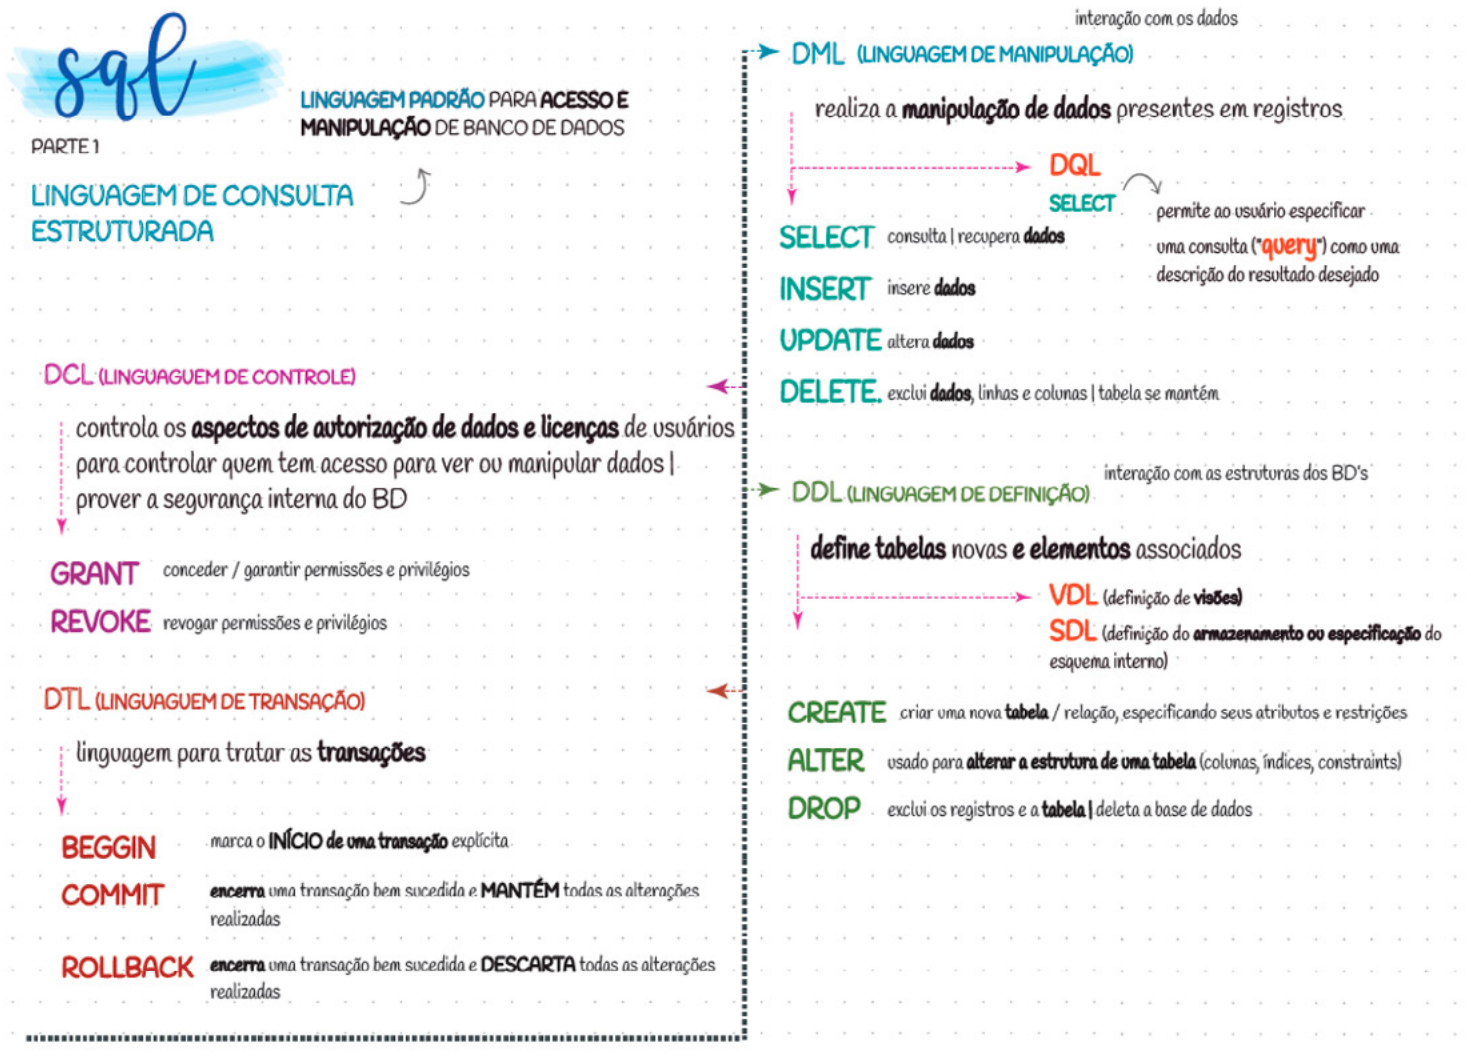 sql
PARTE 1
LINGUAGEM DE CONSULTA
ESTRUTURADA
LINGUAGEM PADRÃO PARA ACESSO E
MANIPULAÇÃO DE BANCO DE DADOS
DCL (LINGUAGUEM DE CONTROLE)
controla os aspectos de autorização de dados e licenças de usuários
para controlar quem tem acesso para ver ou manipular dados |
prover a segurança interna do BD
GRANT conceder / garantir permissões e privilégios
REVOKE revogar permissões e privilégios
DTL (LINGUAGUEM DE TRANSAÇÃO)
linguagem para tratar as transações
BEGGIN marca o INÍCIO de uma transação explícita
COMMIT encerra uma transação bem sucedida e MANTÉM todas as alterações
realizadas
ROLLBACK encerra uma transação bem sucedida e DESCARTA todas as alterações
realizadas
interação com os dados
DML (LINGUAGEM DE MANIPULAÇÃO)
realiza a manipulação de dados presentes em registros
DQL
SELECT
permite ao usuário especificar
uma consulta ("query") como uma
descrição do resultado desejado
SELECT consulta | recupera dados
INSERT insere dados
UPDATE altera dados
DELETE. exclui dados, linhas e colunas | tabela se mantém
interação com as estruturas dos BD's
DDL (LINGUAGEM DE DEFINIÇÃO)
define tabelas novas e elementos associados
VDL (definição de visões)
SDL (definição do armazenamento ou especificação do
esquema interno)
CREATE criar uma nova tabela / relação, especificando seus atributos e restrições
ALTER usado para alterar a estrutura de uma tabela (colunas, índices, constraints)
DROP exclui os registros e a tabela | deleta a base de dados